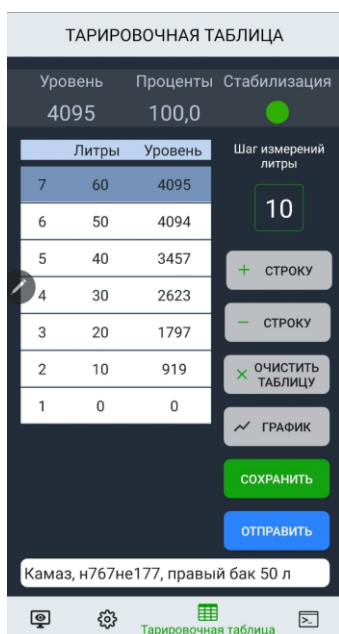 ТАРИРОВОЧНАЯ ТАБЛИЦА
Уровень Проценты Стабилизация
4095 100,0
Литры Уровень
7 60 4095
6 50 4094
5 40 3457
4 30 2623
3 20 1797
2 10 919
1 0 0
Шаг измерений
литры
10
+ СТРОКУ
− СТРОКУ
× ОЧИСТИТЬ
ТАБЛИЦУ
ГРАФИК
СОХРАНИТЬ
ОТПРАВИТЬ
Камаз, н767не177, правый бак 50 л
Тарировочная таблица